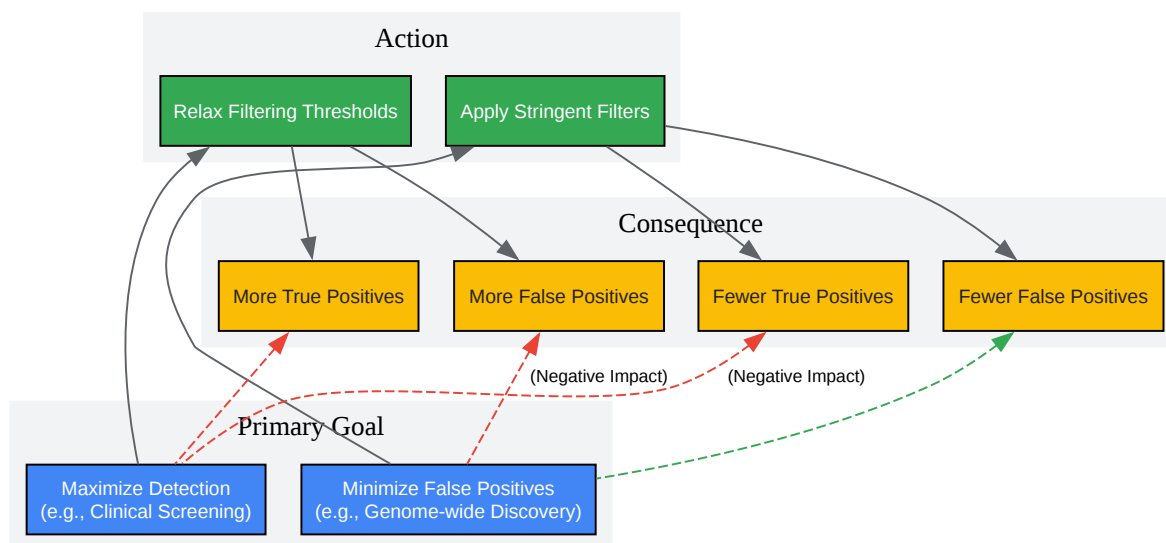 Action
Relax Filtering Thresholds
Apply Stringent Filters
Consequence
More True Positives
More False Positives
Fewer True Positives
Fewer False Positives
(Negative Impact)
(Negative Impact)
Primary Goal
Maximize Detection
(e.g., Clinical Screening)
Minimize False Positives
(e.g., Genome-wide Discovery)